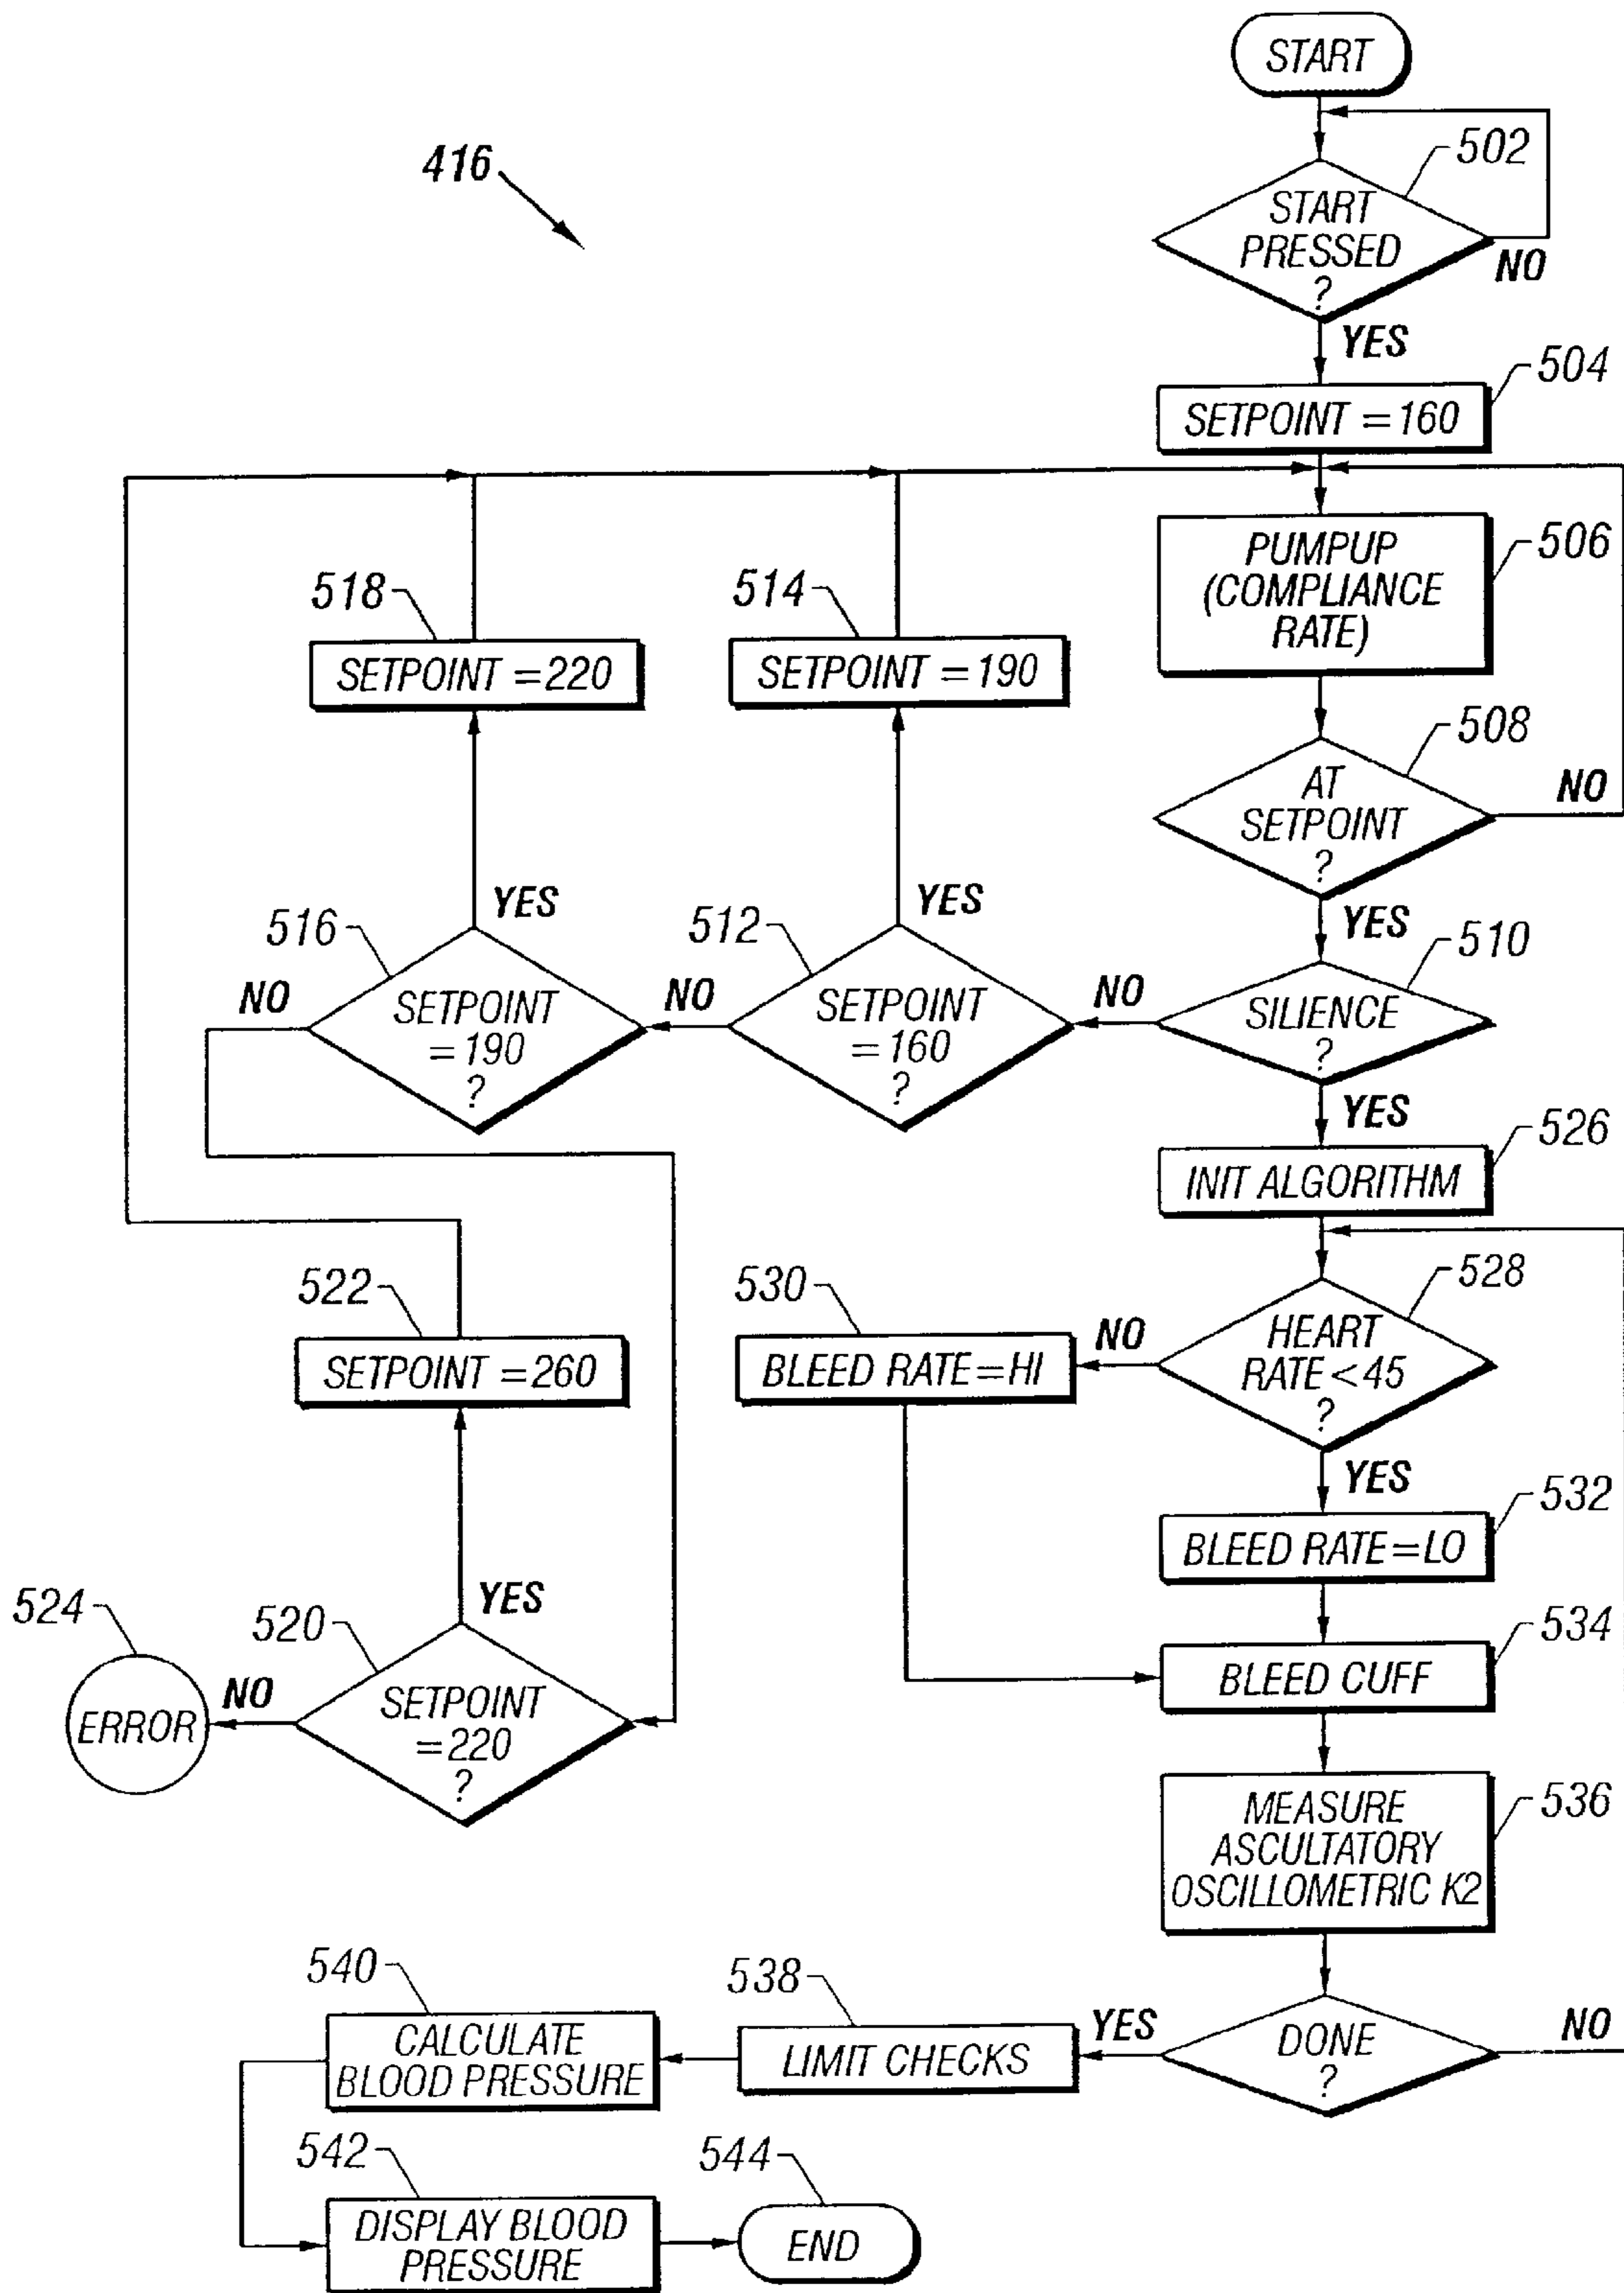 START
416
502
START
PRESSED
?
NO
YES
504
SETPOINT = 160
518
514
PUMPUP
(COMPLIANCE
RATE)
506
SETPOINT = 220
SETPOINT = 190
508
AT
SETPOINT
?
NO
YES
YES
YES
516
512
510
NO
SETPOINT
= 190
?
NO
SETPOINT
= 160
?
NO
SILIENCE
?
YES
526
INIT ALGORITHM
522
530
528
SETPOINT = 260
BLEED RATE = HI
NO
HEART
RATE < 45
?
YES
532
BLEED RATE = LO
YES
524
520
534
ERROR
NO
SETPOINT
= 220
?
BLEED CUFF
MEASURE
ASCULTATORY
OSCILLOMETRIC K2
536
540
538
CALCULATE
BLOOD PRESSURE
LIMIT CHECKS
YES
DONE
?
NO
542
544
DISPLAY BLOOD
PRESSURE
END